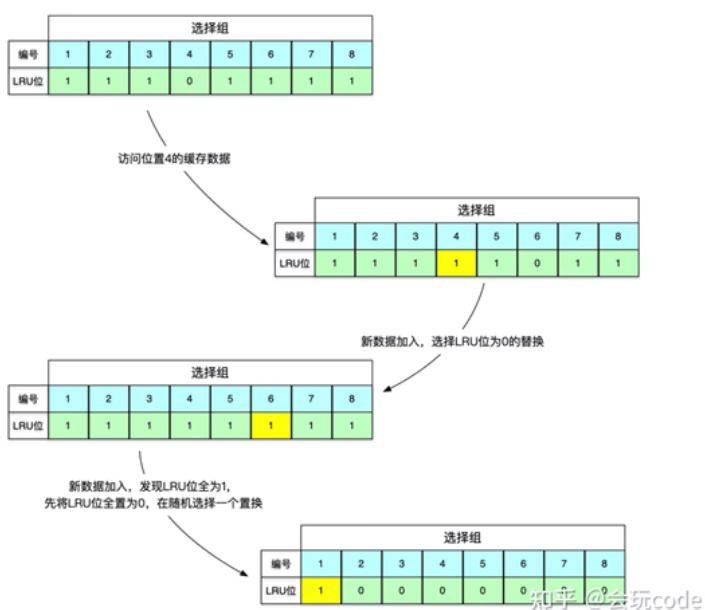 选择组
编号 1 2 3 4 5 6 7 8
LRU位 1 1 1 0 1 1 1 1
访问位置4的缓存数据
选择组
编号 1 2 3 4 5 6 7 8
LRU位 1 1 1 1 1 0 1 1
新数据加入，选择LRU位为0的替换
选择组
编号 1 2 3 4 5 6 7 8
LRU位 1 1 1 1 1 1 1 1
新数据加入，发现LRU位全为1,
先将LRU位全置为0，在随机选择一个置换
选择组
编号 1 2 3 4 5 6 7 8
LRU位 1 0 0 0 0 0 0 0
知乎 @会玩code